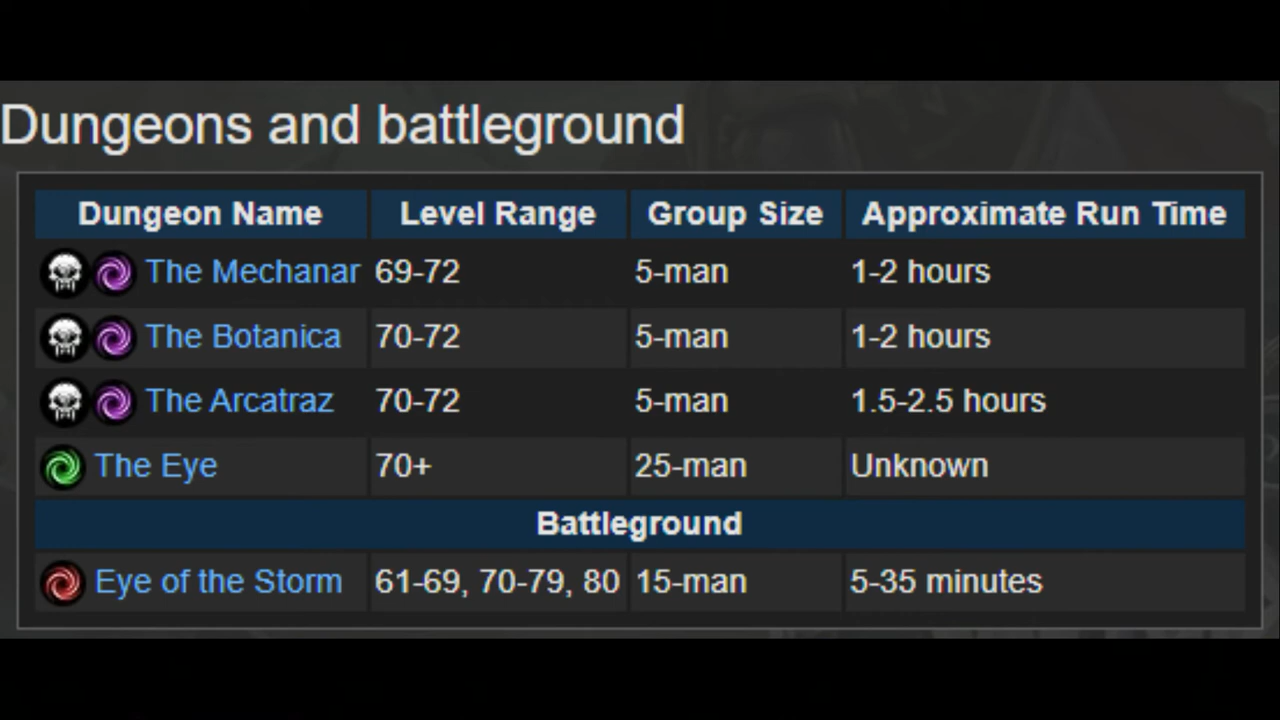 Dungeons and battleground
Dungeon Name Level Range Group Size Approximate Run Time
The Mechanar 69-72 5-man 1-2 hours
The Botanica 70-72 5-man 1-2 hours
The Arcatraz 70-72 5-man 1.5-2.5 hours
The Eye 70+ 25-man Unknown
Battleground
Eye of the Storm 61-69, 70-79, 80 15-man 5-35 minutes